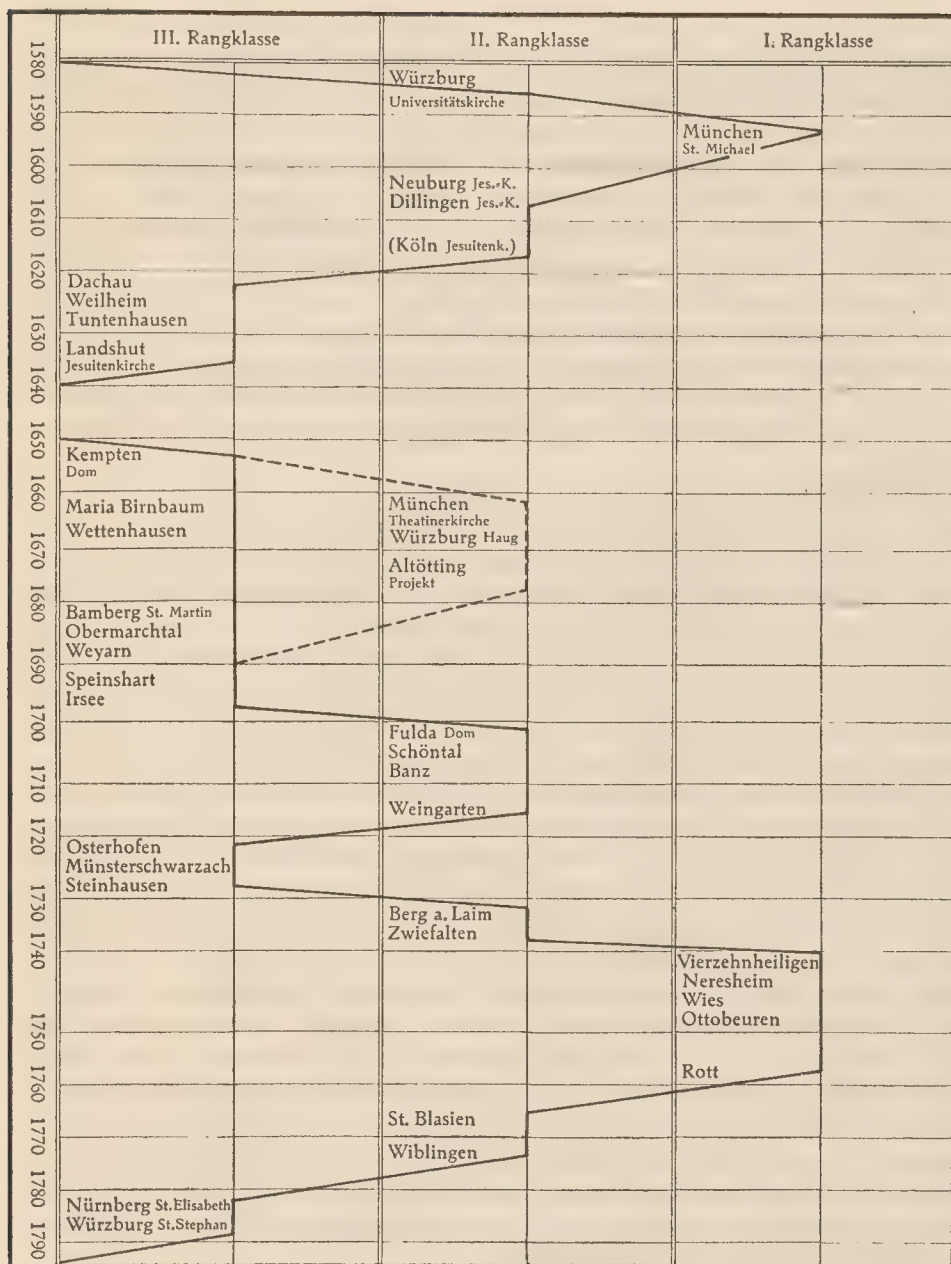 III. Rangklasse
II. Rangklasse
I. Rangklasse
1580
Würzburg
Universitätskirche
1590
München
St. Michael
1600
Neuburg Jes.=K.
Dillingen Jes.=K.
1610
(Köln Jesuitenk.)
1620
Dachau
Weilheim
Tuntenhausen
1630
Landshut
Jesuitenkirche
1640
1650
Kempten
Dom
1660
Maria Birnbaum
Wettenhausen
München
Theatinerkirche
Würzburg Haug
1670
Altötting
Projekt
1680
Bamberg St. Martin
Obermarchtal
Weyarn
1690
Speinshart
Irsee
1700
Fulda Dom
Schöntal
Banz
1710
Weingarten
1720
Osterhofen
Münsterschwarzach
Steinhausen
1730
Berg a. Laim
Zwiefalten
1740
Vierzehnheiligen
Neresheim
Wies
Ottobeuren
1750
Rott
1760
St. Blasien
1770
Wiblingen
1780
Nürnberg St. Elisabeth
Würzburg St. Stephan
1790